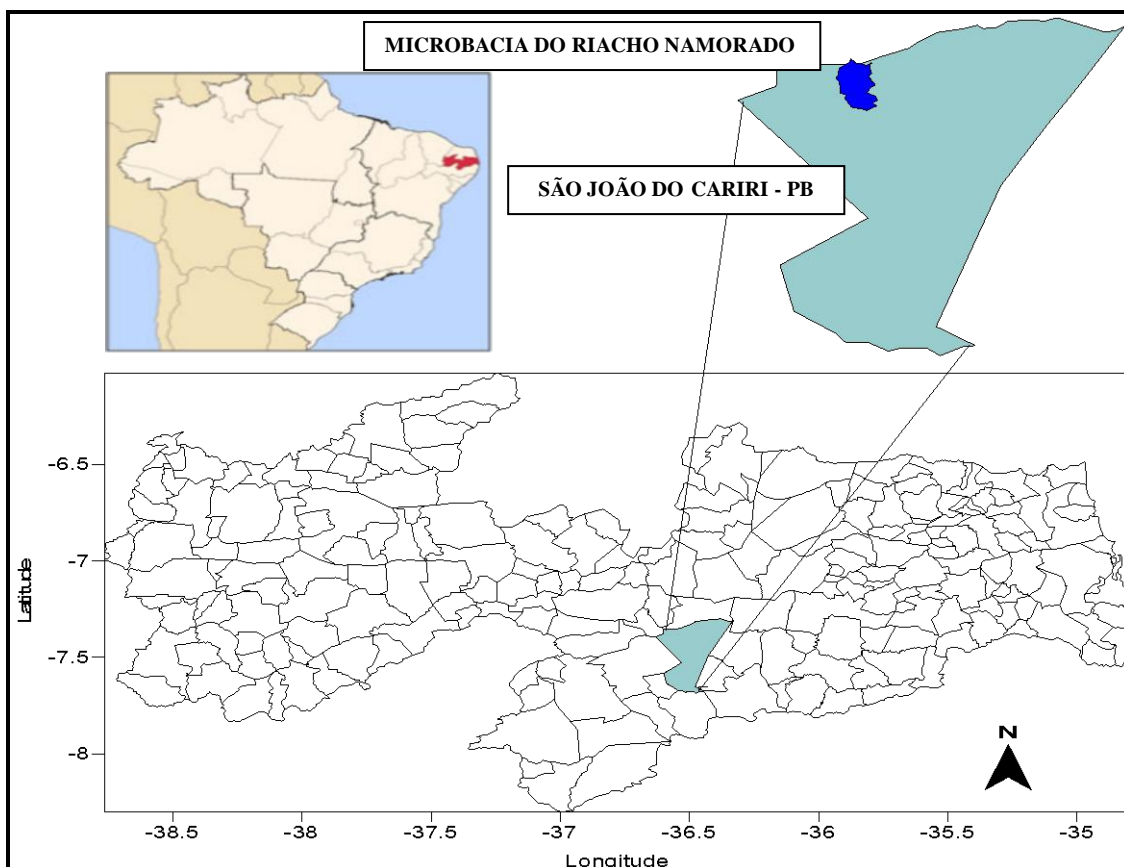 MICROBACIA DO RIACHO NAMORADO
SÃO JOÃO DO CARIRI - PB
-6.5
-7
-7.5
-8
Latitude
N
-38.5 -38 -37.5 -37 -36.5 -36 -35.5 -35
Longitude